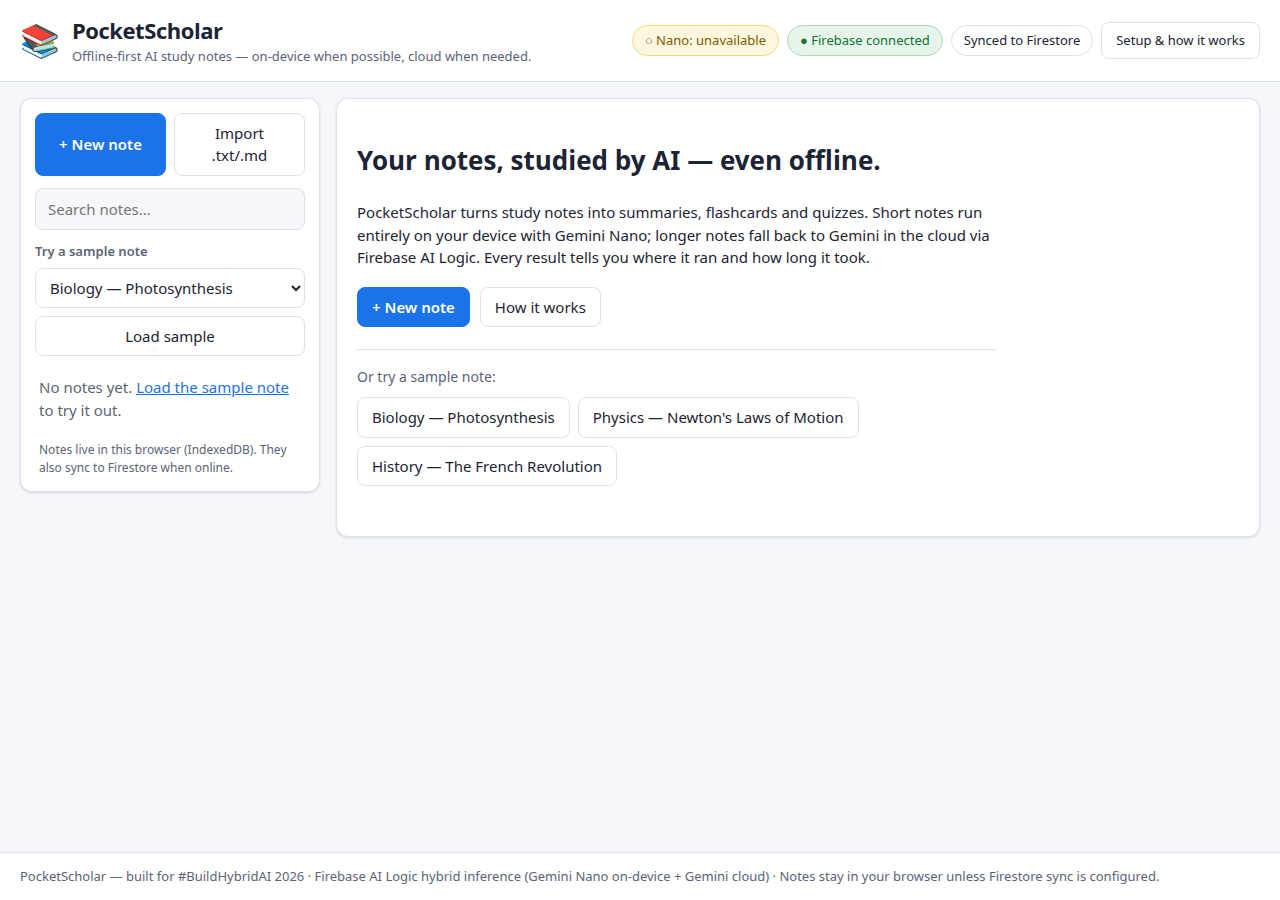 PocketScholar
Offline-first AI study notes — on-device when possible, cloud when needed.
○ Nano: unavailable
● Firebase connected
Synced to Firestore
Setup & how it works
+ New note
Import
.txt/.md
Search notes...
Try a sample note
Biology — Photosynthesis
Load sample
No notes yet. Load the sample note
to try it out.
Notes live in this browser (IndexedDB). They
also sync to Firestore when online.
Your notes, studied by AI — even offline.
PocketScholar turns study notes into summaries, flashcards and quizzes. Short notes run
entirely on your device with Gemini Nano; longer notes fall back to Gemini in the cloud via
Firebase AI Logic. Every result tells you where it ran and how long it took.
+ New note
How it works
Or try a sample note:
Biology — Photosynthesis
Physics — Newton's Laws of Motion
History — The French Revolution
PocketScholar — built for #BuildHybridAI 2026 · Firebase AI Logic hybrid inference (Gemini Nano on-device + Gemini cloud) · Notes stay in your browser unless Firestore sync is configured.